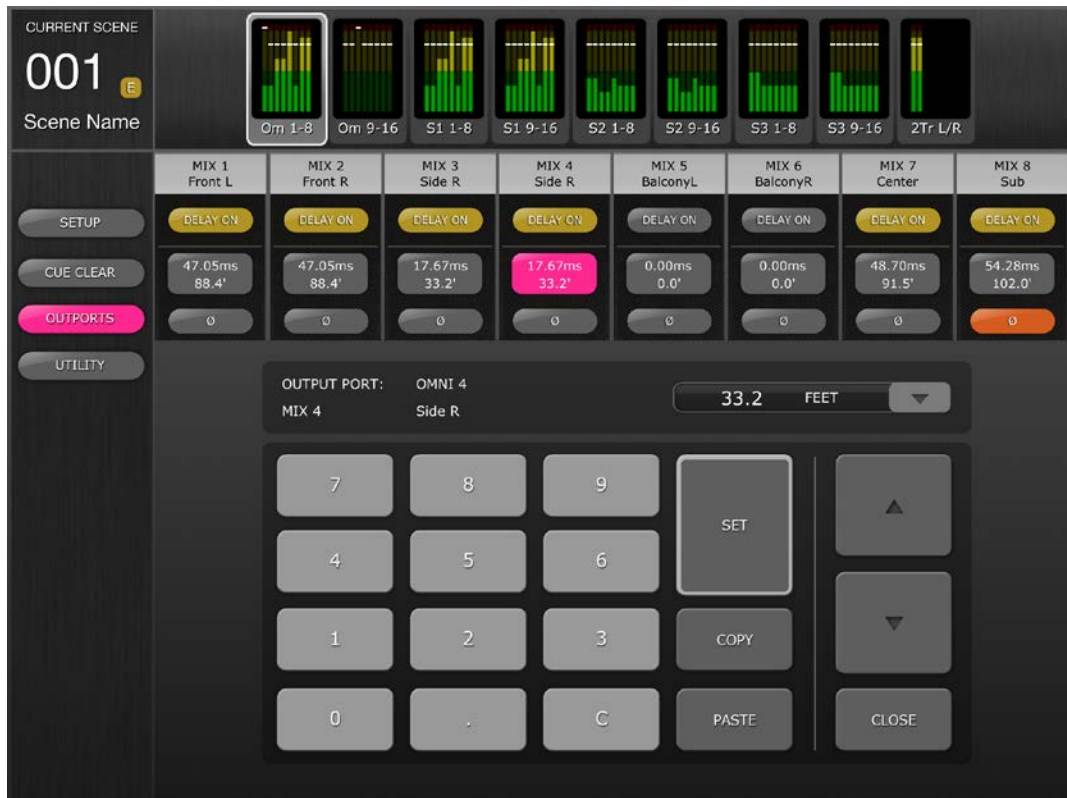 CURRENT SCENE
001 E
Scene Name
Om 1-8 Om 9-16 S1 1-8 S1 9-16 S2 1-8 S2 9-16 S3 1-8 S3 9-16 2Tr L/R
MIX 1 MIX 2 MIX 3 MIX 4 MIX 5 MIX 6 MIX 7 MIX 8
Front L Front R Side R Side R BalconyL BalconyR Center Sub
SETUP
CUE CLEAR
OUTPORTS
UTILITY
DELAY ON DELAY ON DELAY ON DELAY ON DELAY ON DELAY ON DELAY ON DELAY ON
47.05ms 47.05ms 17.67ms 17.67ms 0.00ms 0.00ms 48.70ms 54.28ms
88.4' 88.4' 33.2' 33.2' 0.0' 0.0' 91.5' 102.0'
Ø Ø Ø Ø Ø Ø Ø Ø
OUTPUT PORT: OMNI 4
MIX 4 Side R
33.2 FEET
7 8 9 SET
4 5 6
1 2 3 COPY
0 . C PASTE CLOSE